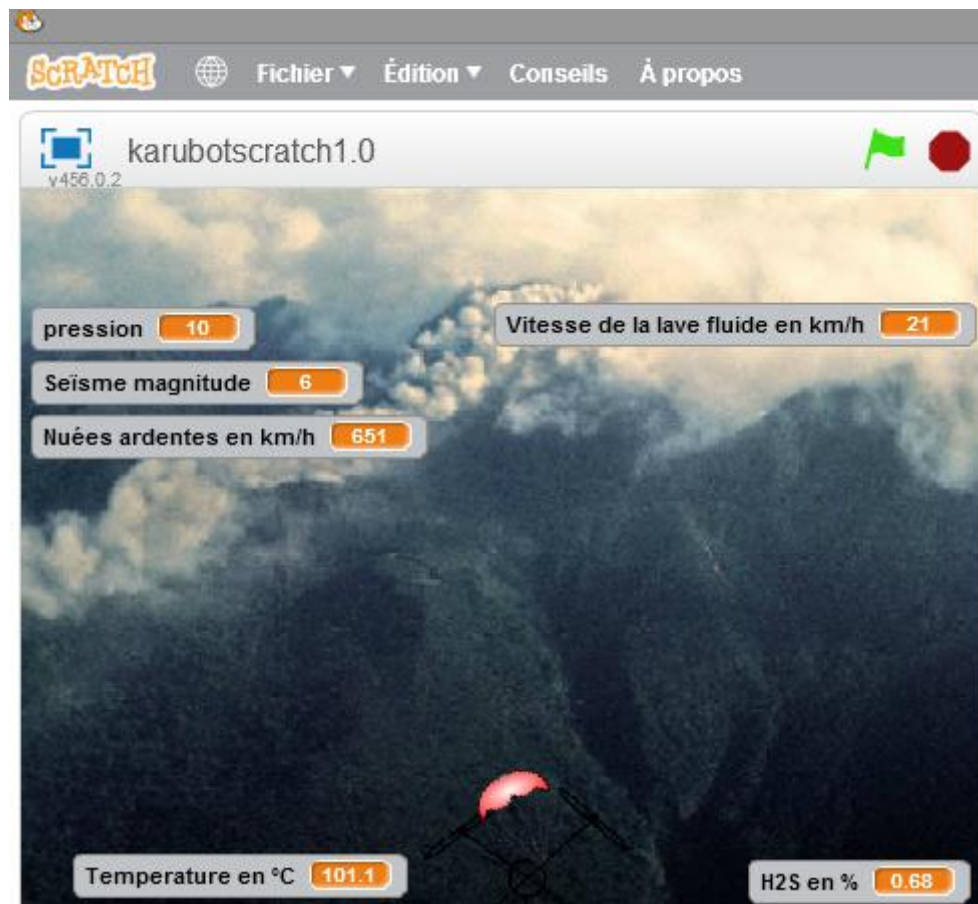 SCRATCH Fichier Édition Conseils À propos
karubotscratch1.0
v456.0.2
pression 10
Vitesse de la lave fluide en km/h 21
Seïsme magnitude 6
Nuées ardentes en km/h 651
Temperature en °C 101.1
H2S en % 0.68